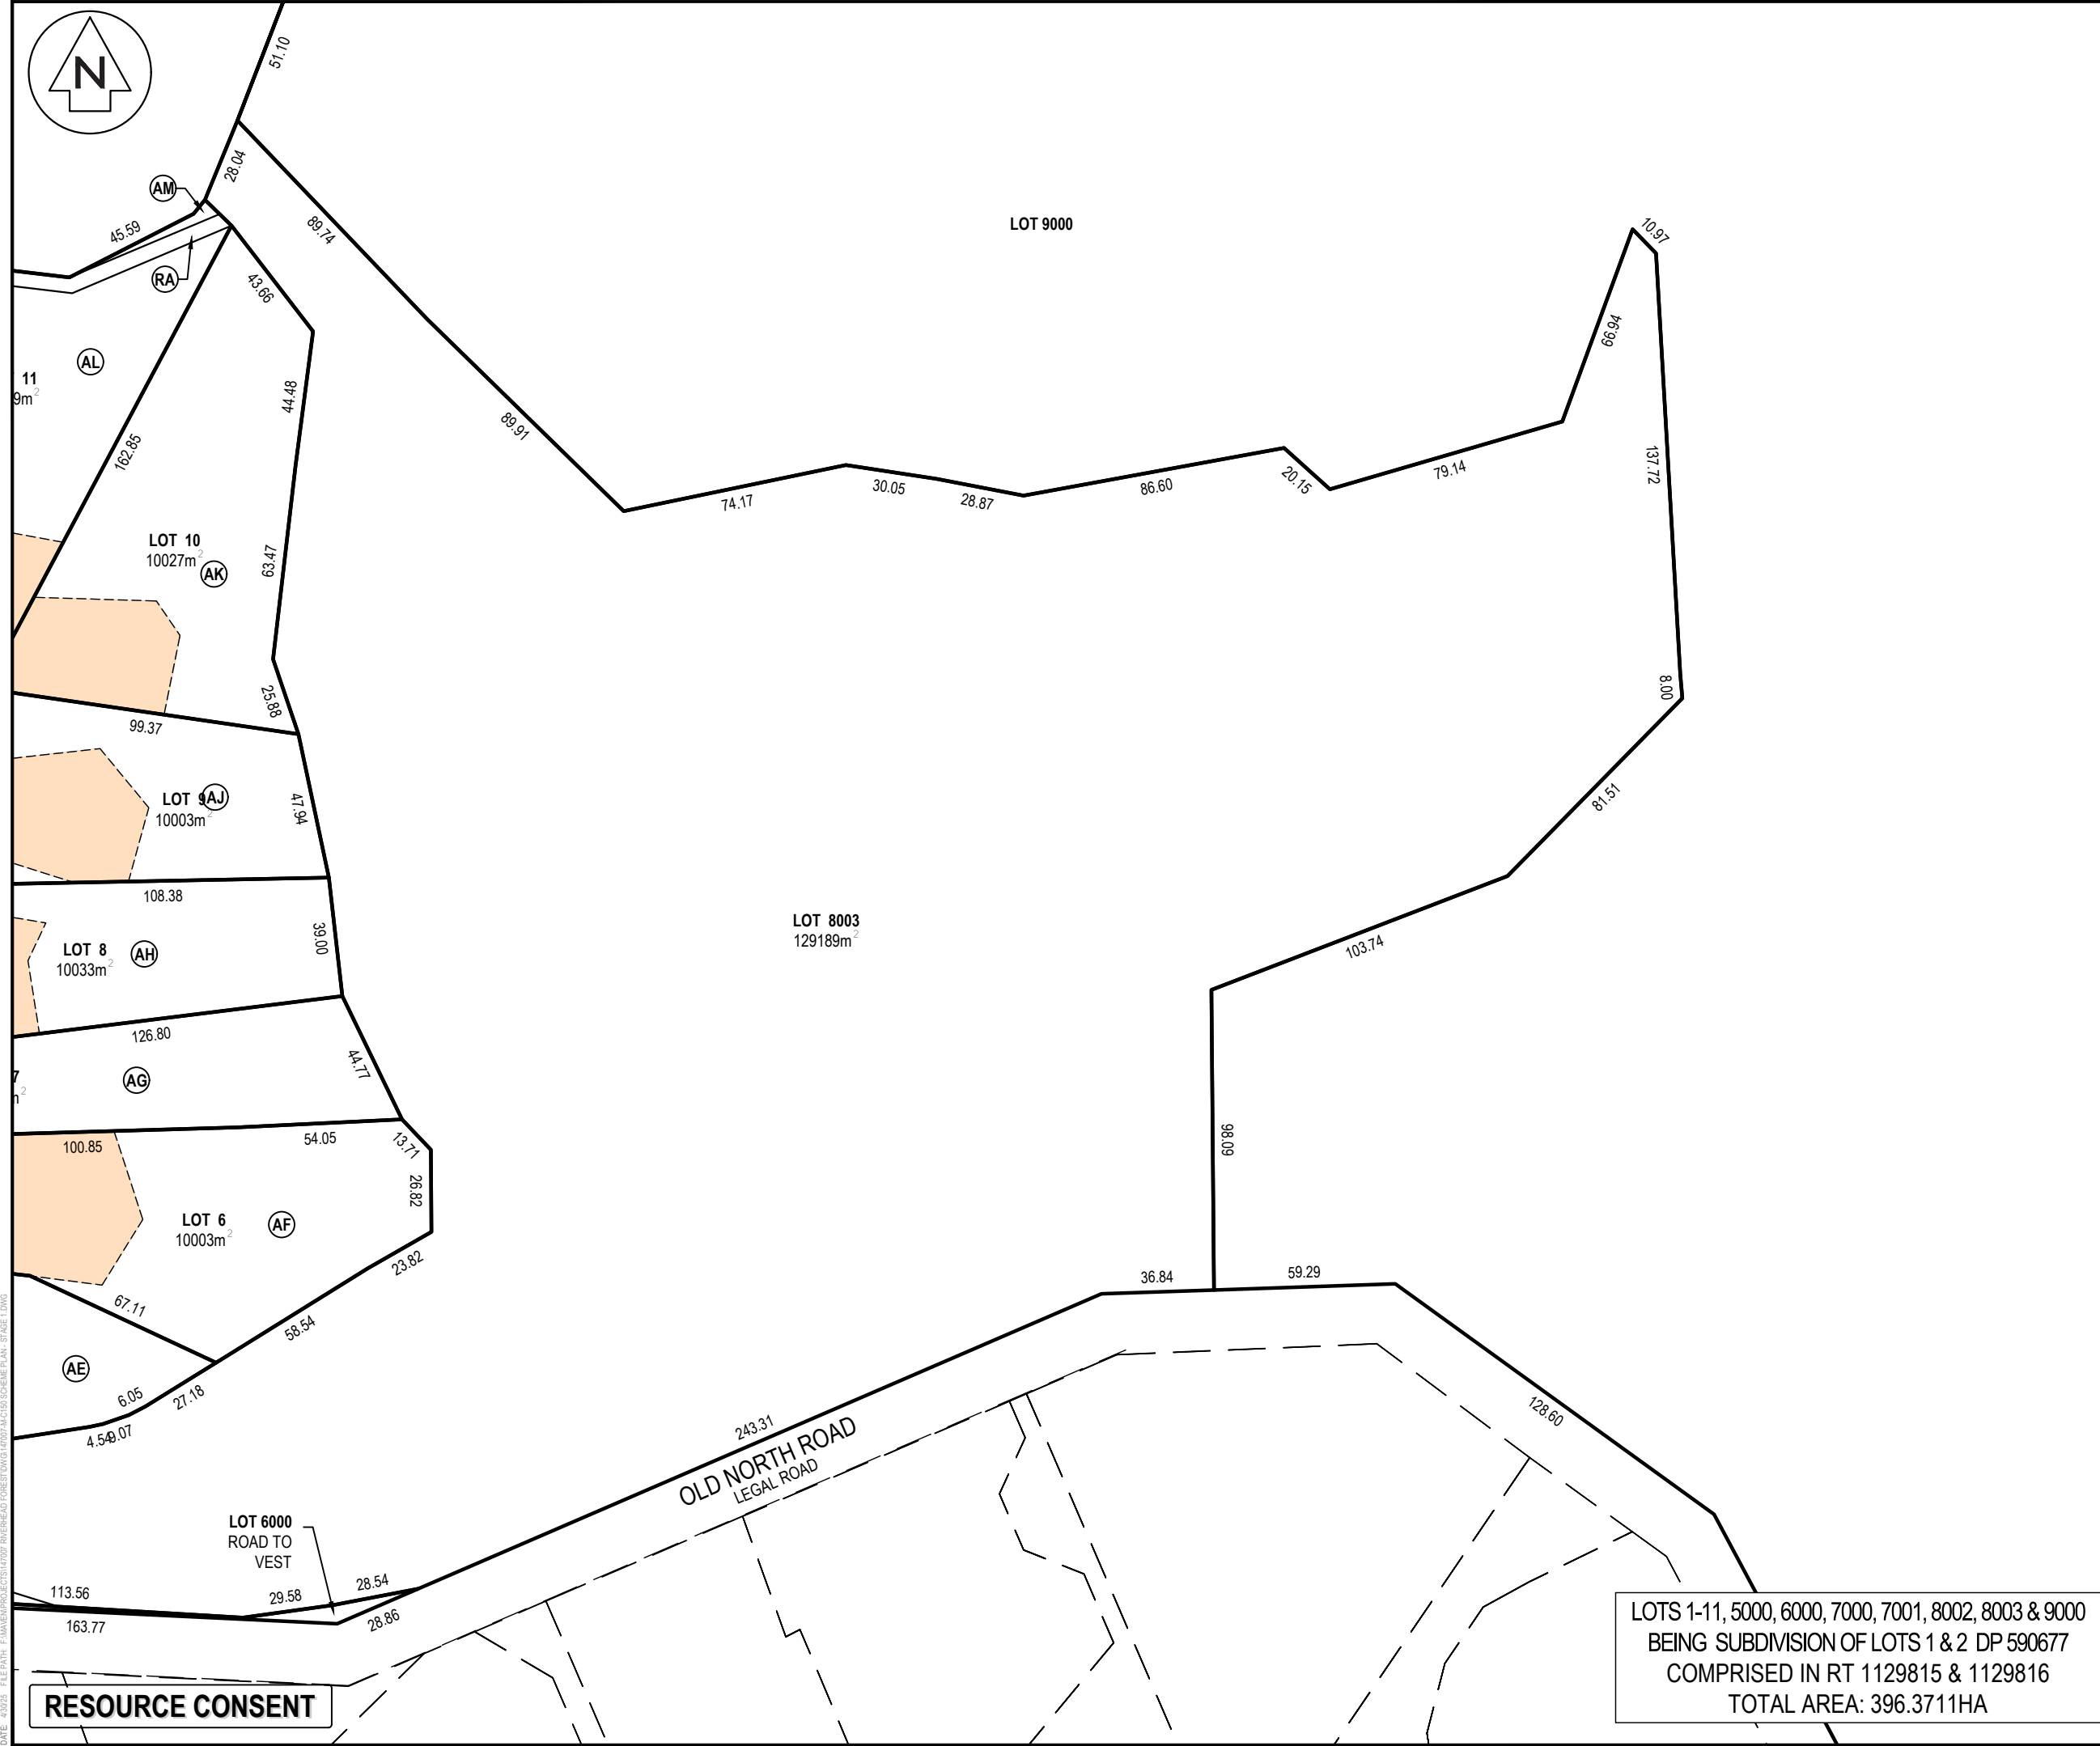 N
51.10
28.04
AM
45.59
RA
89.74
LOT 9000
10.97
43.66
66.94
AL
11
9m²
44.48
162.85
89.91
137.72
74.17
30.05
28.87
86.60
20.15
79.14
LOT 10
10027m²
AK
63.47
25.88
8.00
99.37
LOT 9
AJ
10003m²
47.94
81.51
108.38
39.00
LOT 8
10033m²
AH
LOT 8003
129189m²
103.74
126.80
44.77
7
AG
100.85
54.05
13.71
98.09
26.82
LOT 6
10003m²
AF
23.82
36.84
59.29
67.11
58.54
AE
6.05
27.18
4.54
9.07
128.60
243.31
OLD NORTH ROAD
LEGAL ROAD
LOT 6000
ROAD TO
VEST
113.56
29.58
28.54
163.77
28.86
LOTS 1-11, 5000, 6000, 7000, 7001, 8002, 8003 & 9000
BEING SUBDIVISION OF LOTS 1 & 2 DP 590677
COMPRISED IN RT 1129815 & 1129816
TOTAL AREA: 396.3711HA
RESOURCE CONSENT